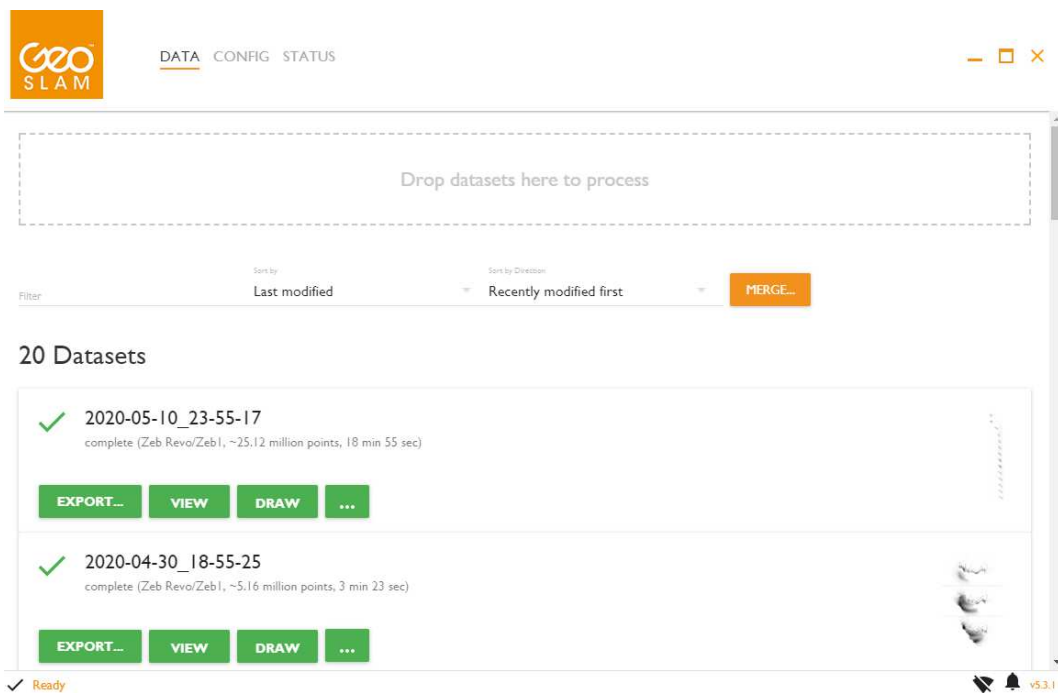 GEO™
SLAM
DATA CONFIG STATUS
Drop datasets here to process
Filter
Sort by
Last modified
Sort by Direction
Recently modified first
MERGE...
20 Datasets
2020-05-10_23-55-17
complete (Zeb Revo/Zeb1, ~25.12 million points, 18 min 55 sec)
EXPORT... VIEW DRAW ...
2020-04-30_18-55-25
complete (Zeb Revo/Zeb1, ~5.16 million points, 3 min 23 sec)
EXPORT... VIEW DRAW ...
Ready
v5.3.1